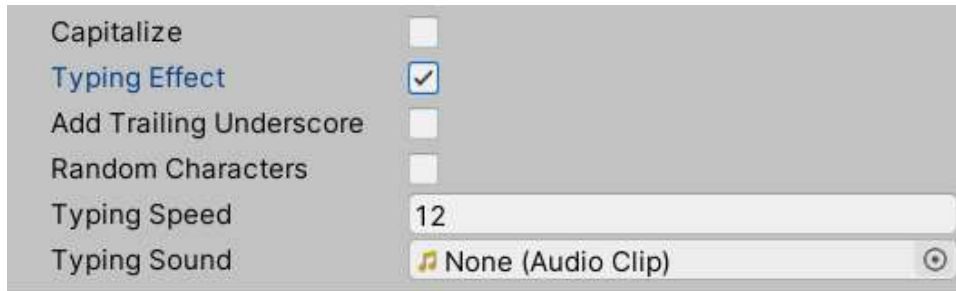 Capitalize
Typing Effect
Add Trailing Underscore
Random Characters
Typing Speed 12
Typing Sound None (Audio Clip)